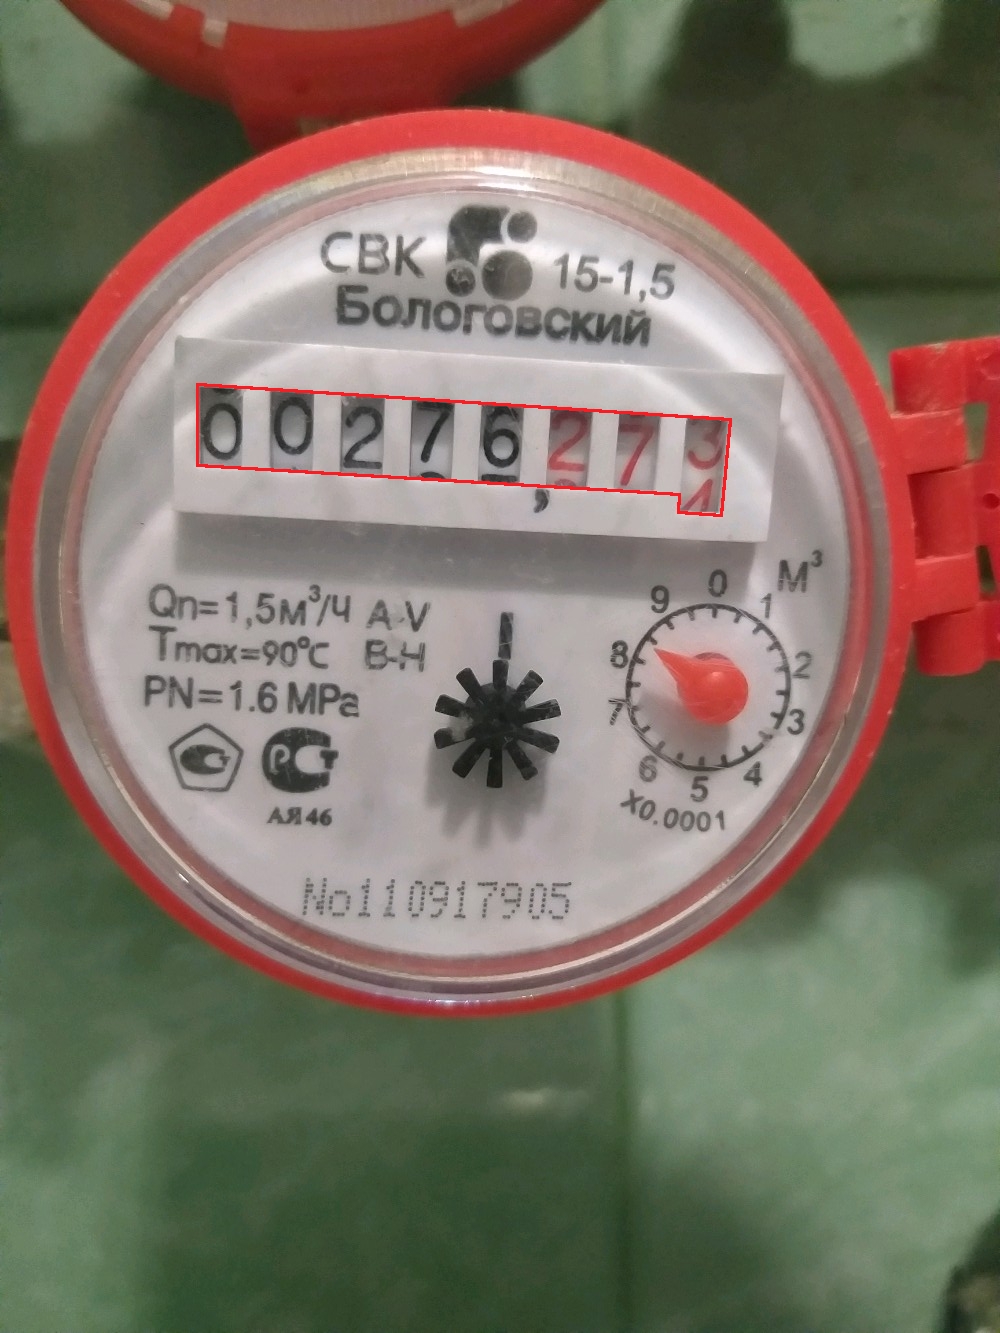 СВК 15-1,5
Бологовский
00276,273
Qn=1,5м³/ч A-V
Tmax=90°C B-H
PN=1.6 MPa
АЯ46
М³
0
1
2
3
4
5
6
7
8
9
X0.0001
No110917905